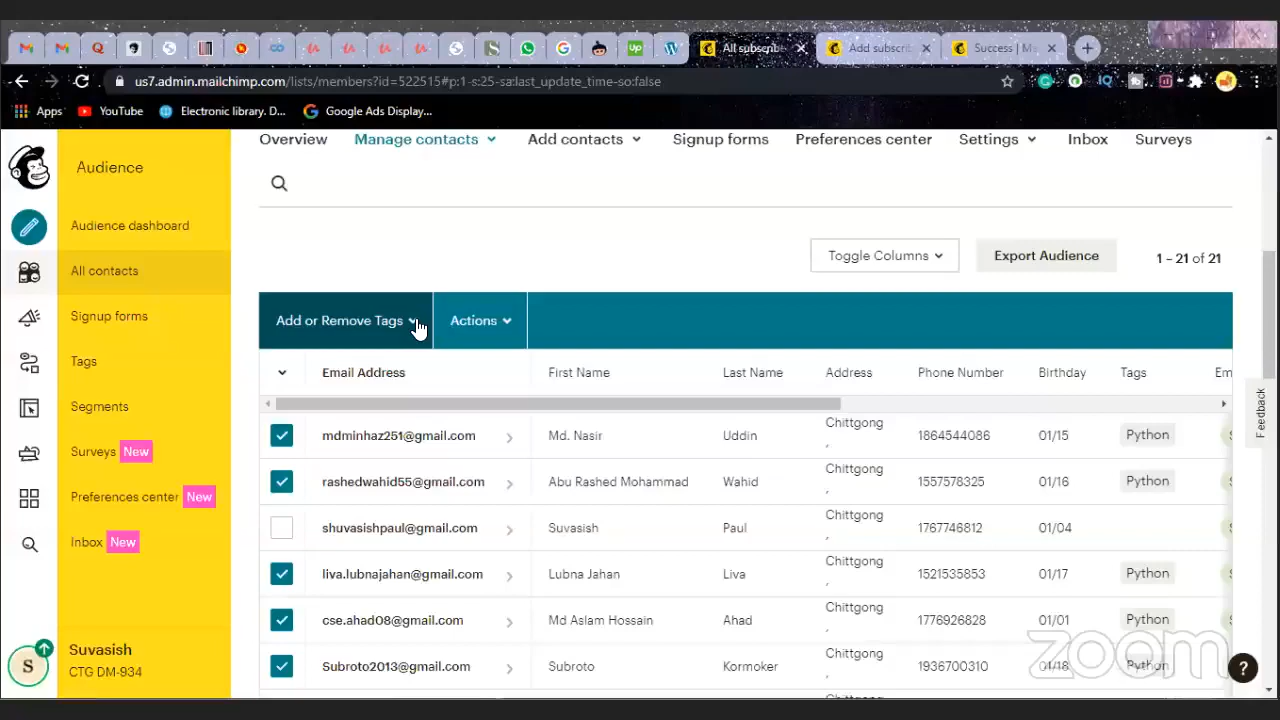 All subscrib
Add subscrib
Success | M
us7.admin.mailchimp.com/lists/members?id=522515#p:1-s:25-sa:last_update_time-so:false
Apps YouTube Electronic library. D... Google Ads Display,...
Audience
Audience dashboard
All contacts
Signup forms
Tags
Segments
Surveys New
Preferences center New
Inbox New
S
Suvasish
CTG DM-934
Overview Manage contacts Add contacts Signup forms Preferences center Settings Inbox Surveys
Toggle Columns Export Audience 1 – 21 of 21
Add or Remove Tags Actions
Email Address First Name Last Name Address Phone Number Birthday Tags Em
mdminhaz251@gmail.com Md. Nasir Uddin Chittgong , 1864544086 01/15 Python
rashedwahid55@gmail.com Abu Rashed Mohammad Wahid Chittgong , 1557578325 01/16 Python
shuvasishpaul@gmail.com Suvasish Paul Chittgong , 1767746812 01/04
liva.lubnajahan@gmail.com Lubna Jahan Liva Chittgong , 1521535853 01/17 Python
cse.ahad08@gmail.com Md Aslam Hossain Ahad Chittgong , 1776926828 01/01 Python
Subroto2013@gmail.com Subroto Kormoker Chittgong , 1936700310 01/18 Python
Feedback
zoom
?